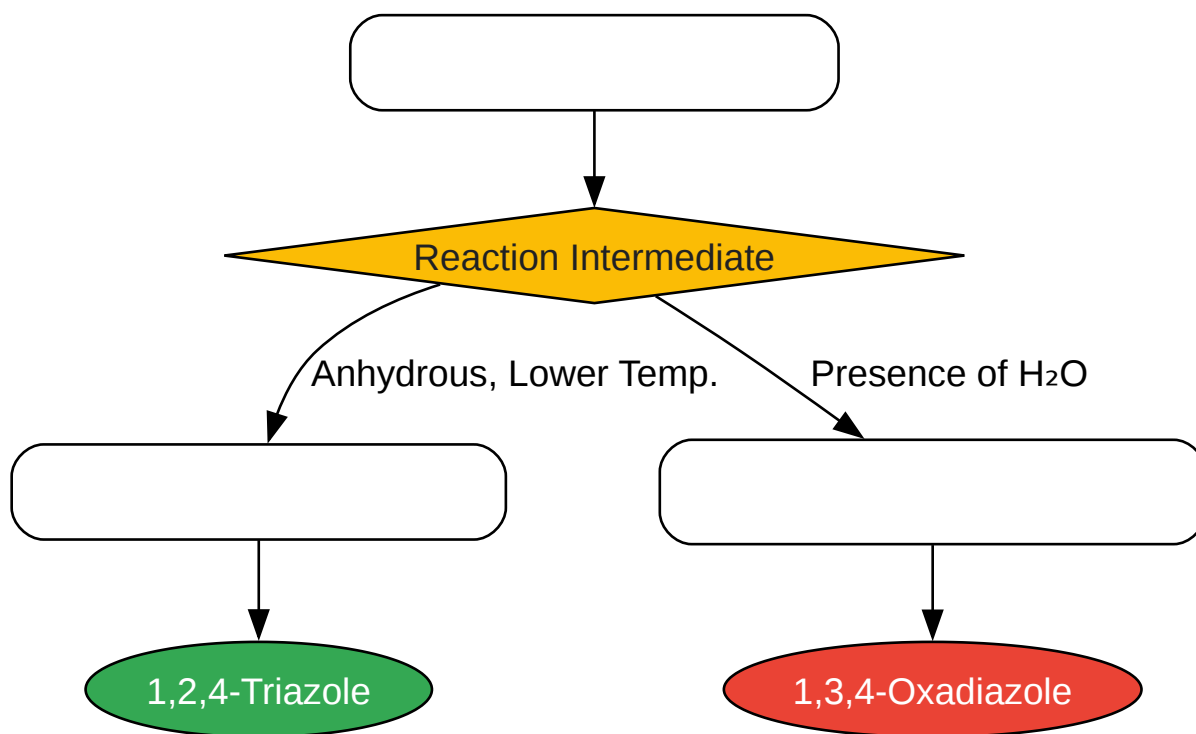 Reaction Intermediate
Anhydrous, Lower Temp.
Presence of H₂O
1,2,4-Triazole
1,3,4-Oxadiazole